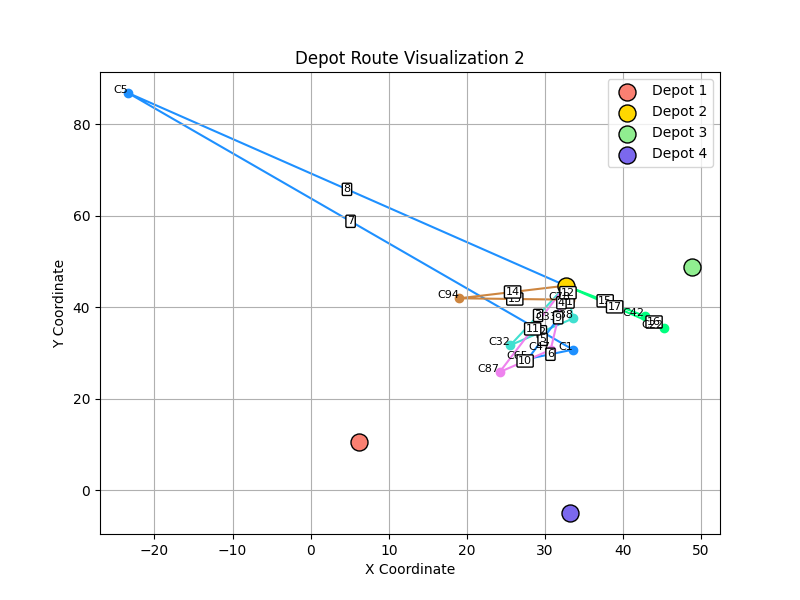 Depot Route Visualization 2
Depot 1
Depot 2
Depot 3
Depot 4
C5
8
7
C94
14
12
15
17
C42
C32
11
C1
6
10
C87
9
80
60
40
20
0
−20
−10
0
10
20
30
40
50
X Coordinate
Y Coordinate